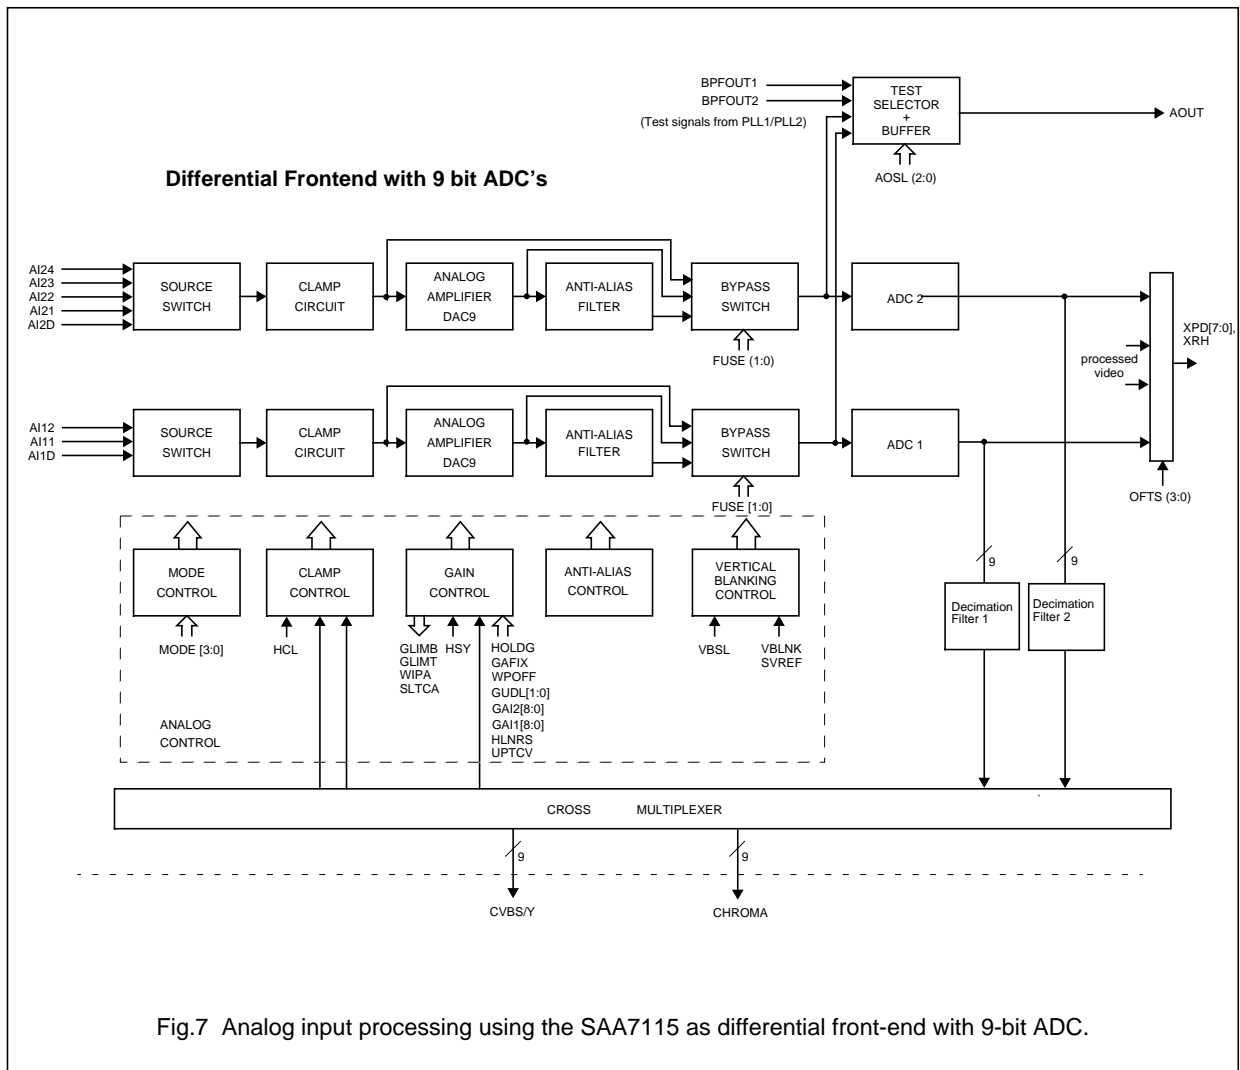 BPFOUT1
BPFOUT2
(Test signals from PLL1/PLL2)
TEST
SELECTOR
+
BUFFER
AOUT
AOSL (2:0)
Differential Frontend with 9 bit ADC's
AI24
AI23
AI22
AI21
AI2D
SOURCE
SWITCH
CLAMP
CIRCUIT
ANALOG
AMPLIFIER
DAC9
ANTI-ALIAS
FILTER
BYPASS
SWITCH
ADC 2
FUSE (1:0)
processed
video
XPD[7:0],
XRH
AI12
AI11
AI1D
SOURCE
SWITCH
CLAMP
CIRCUIT
ANALOG
AMPLIFIER
DAC9
ANTI-ALIAS
FILTER
BYPASS
SWITCH
ADC 1
FUSE [1:0]
OFTS (3:0)
MODE
CONTROL
CLAMP
CONTROL
GAIN
CONTROL
ANTI-ALIAS
CONTROL
VERTICAL
BLANKING
CONTROL
9
9
Decimation
Filter 1
Decimation
Filter 2
MODE [3:0]
HCL
GLIMB
GLIMT
WIPA
SLTCA
HSY
HOLDG
GAFIX
WPOFF
GUDL[1:0]
GAI2[8:0]
GAI1[8:0]
HLNRS
UPTCV
VBSL
VBLNK
SVREF
ANALOG
CONTROL
CROSS MULTIPLEXER
9
9
CVBS/Y
CHROMA
Fig.7 Analog input processing using the SAA7115 as differential front-end with 9-bit ADC.